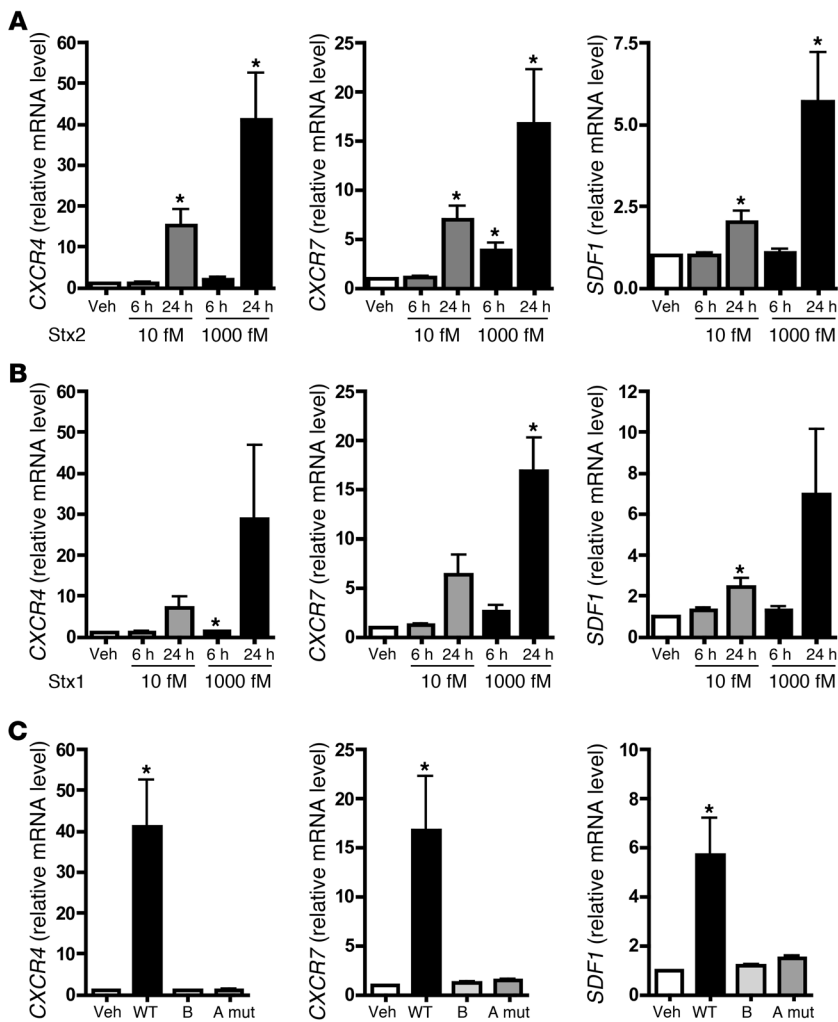 A
CXCR4 (relative mRNA level)
60
50
40
30
20
10
0
*
*
Veh 6 h 24 h 6 h 24 h
Stx2 10 fM 1000 fM
CXCR7 (relative mRNA level)
25
20
15
10
5
0
*
*
*
Veh 6 h 24 h 6 h 24 h
10 fM 1000 fM
SDF1 (relative mRNA level)
7.5
5.0
2.5
0.0
*
*
Veh 6 h 24 h 6 h 24 h
10 fM 1000 fM
B
CXCR4 (relative mRNA level)
60
50
40
30
20
10
0
*
Veh 6 h 24 h 6 h 24 h
Stx1 10 fM 1000 fM
CXCR7 (relative mRNA level)
25
20
15
10
5
0
*
Veh 6 h 24 h 6 h 24 h
10 fM 1000 fM
SDF1 (relative mRNA level)
12
10
8
6
4
2
0
*
Veh 6 h 24 h 6 h 24 h
10 fM 1000 fM
C
CXCR4 (relative mRNA level)
60
50
40
30
20
10
0
*
Veh WT B A mut
CXCR7 (relative mRNA level)
25
20
15
10
5
0
*
Veh WT B A mut
SDF1 (relative mRNA level)
10
8
6
4
2
0
*
Veh WT B A mut